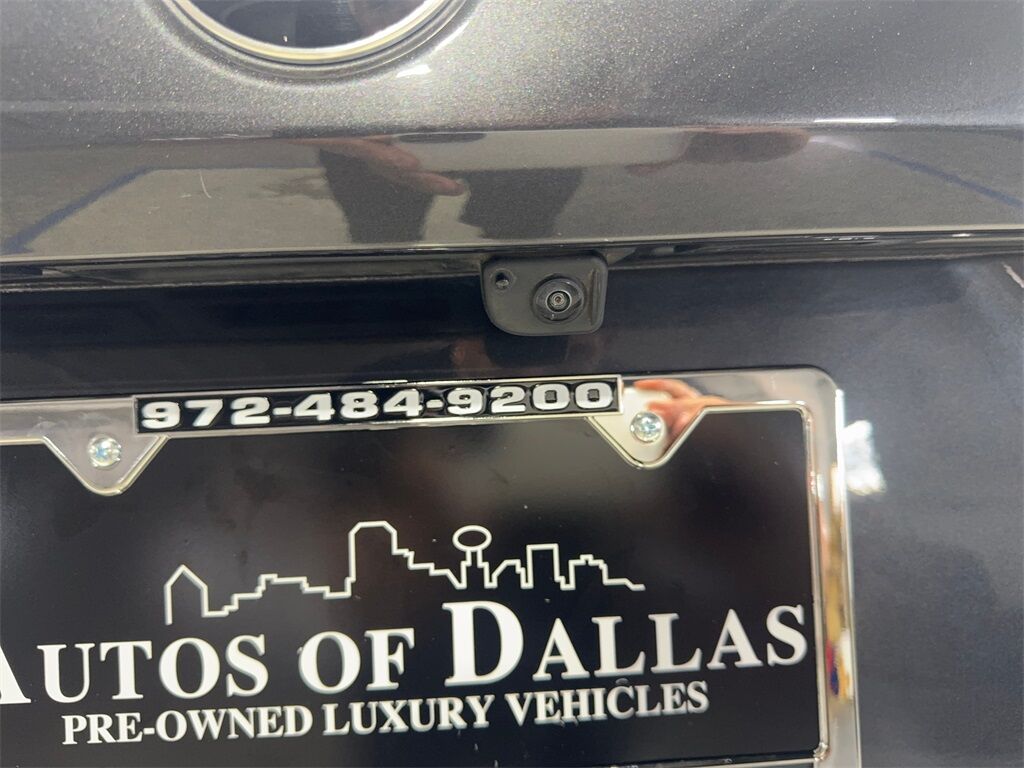 972-484-9200
AUTOS OF DALLAS
PRE-OWNED LUXURY VEHICLES